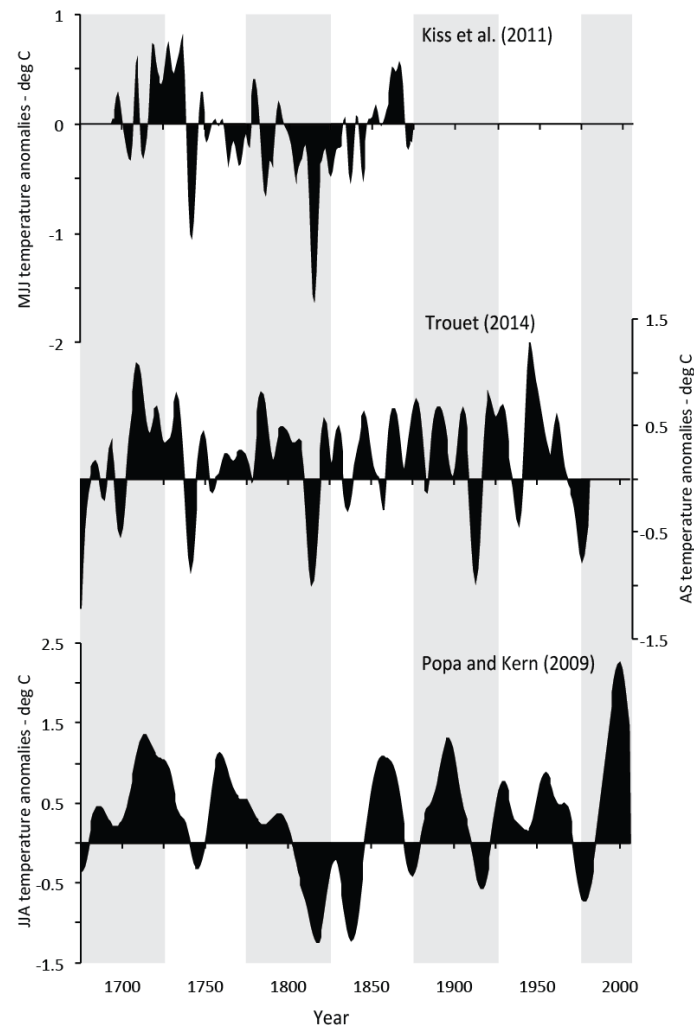 1
Kiss et al. (2011)
0
-1
-2
MJJ temperature anomalies - deg C
Trouet (2014)
1.5
0.5
-0.5
-1.5
AS temperature anomalies - deg C
2.5
Popa and Kern (2009)
1.5
0.5
-0.5
-1.5
JJA temperature anomalies - deg C
1700 1750 1800 1850 1900 1950 2000
Year